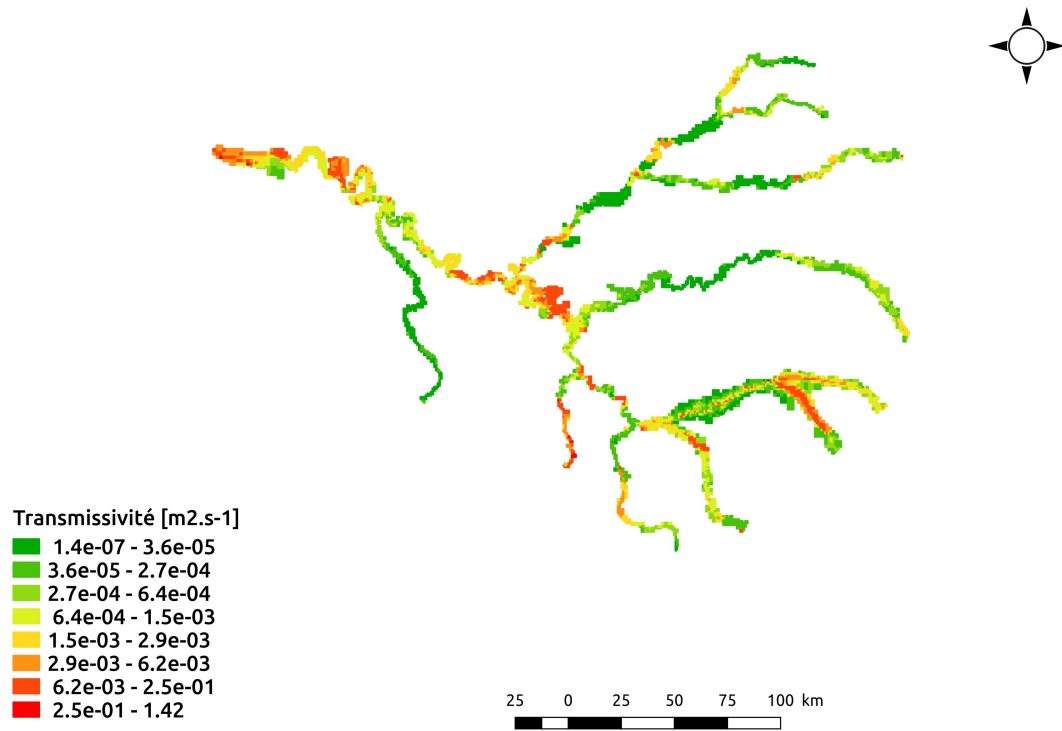 Transmissivité [m2.s-1]
1.4e-07 - 3.6e-05
3.6e-05 - 2.7e-04
2.7e-04 - 6.4e-04
6.4e-04 - 1.5e-03
1.5e-03 - 2.9e-03
2.9e-03 - 6.2e-03
6.2e-03 - 2.5e-01
2.5e-01 - 1.42
25 0 25 50 75 100 km